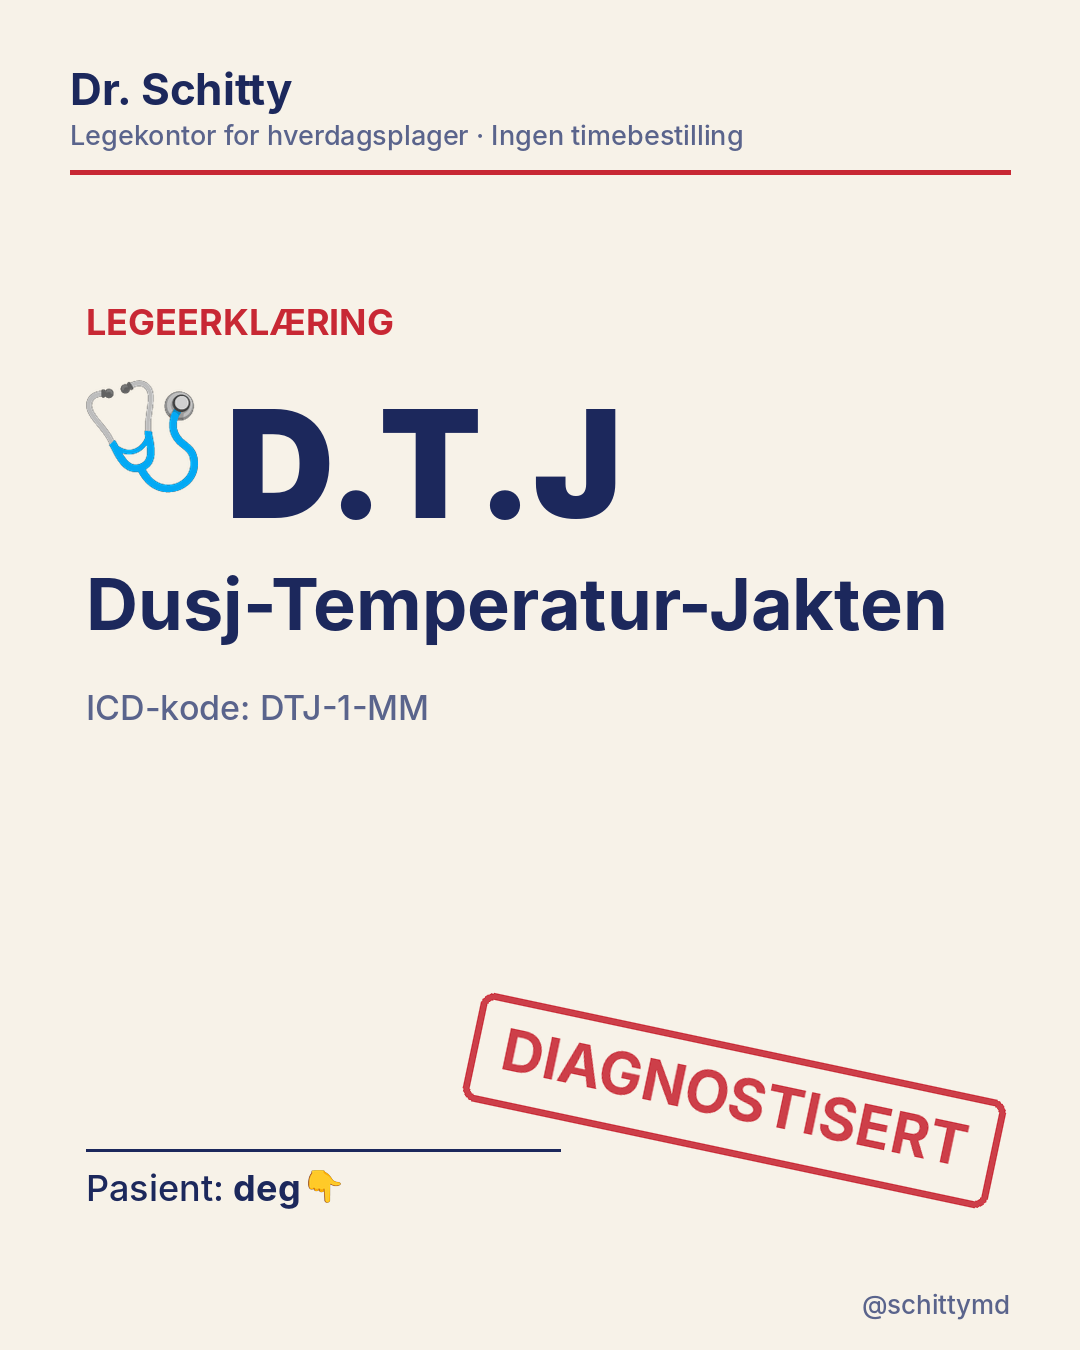 Dr. Schitty
Legekontor for hverdagsplager · Ingen timebestilling
LEGEERKLÆRING
🩺 D.T.J
Dusj-Temperatur-Jakten
ICD-kode: DTJ-1-MM
DIAGNOSTISERT
Pasient: deg👇
@schittymd